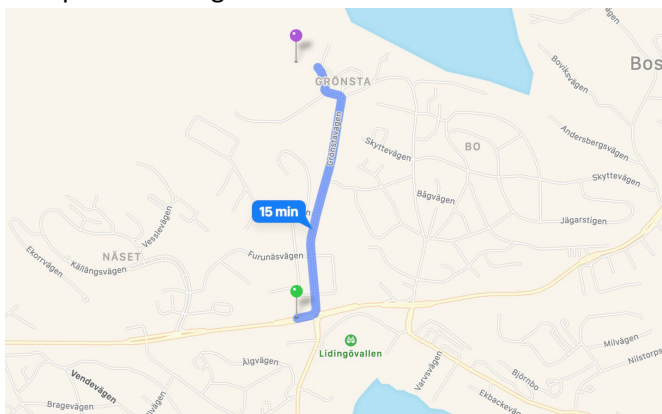 GRÖNSTA
Boviksvägen
Bos
Grönstavägen
Skyttevägen
BO
Andersbergsvägen
Skyttevägen
Bågvägen
15 min
Jägarstigen
Vesslevägen
NÄSET
Furunäsvägen
Källängsvägen
Ekorrvägen
Lidingövallen
Milvägen
Nilstorps
Älgvägen
Björnbo
Vendevägen
Varvsvägen
Ekbackevägen
Bragevägen